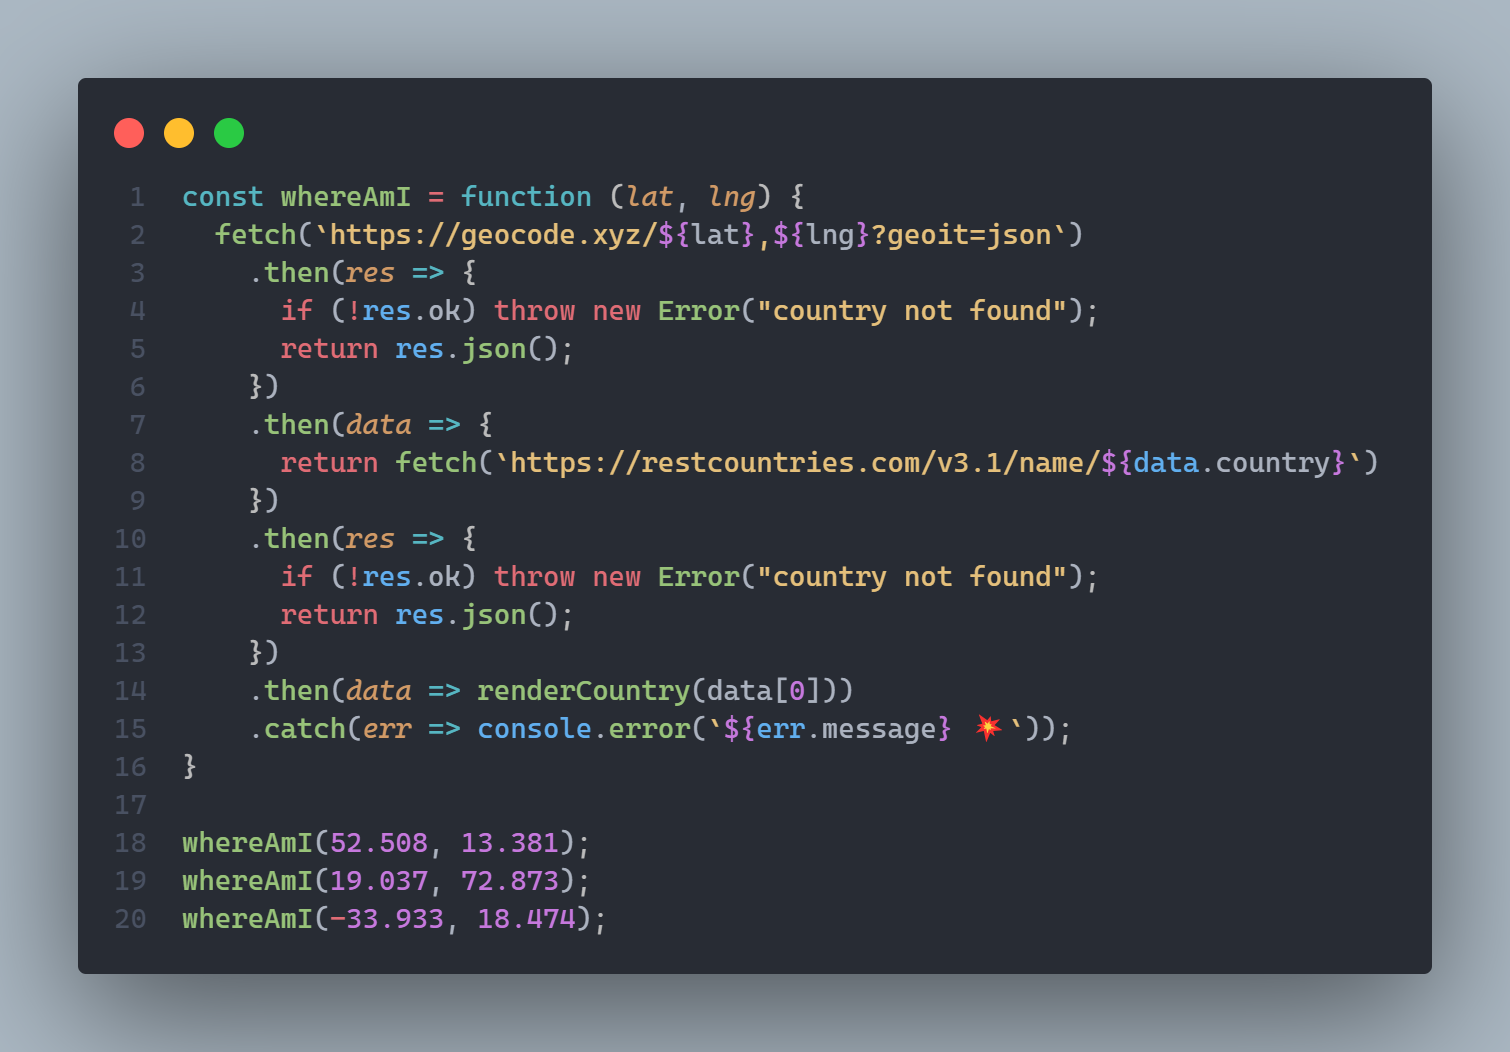 1 const whereAmI = function (lat, lng) {
2   fetch(`https://geocode.xyz/${lat},${lng}?geoit=json`)
3     .then(res => {
4       if (!res.ok) throw new Error("country not found");
5       return res.json();
6     })
7     .then(data => {
8       return fetch(`https://restcountries.com/v3.1/name/${data.country}`)
9     })
10     .then(res => {
11       if (!res.ok) throw new Error("country not found");
12       return res.json();
13     })
14     .then(data => renderCountry(data[0]))
15     .catch(err => console.error(`${err.message} 💥`));
16 }
17
18 whereAmI(52.508, 13.381);
19 whereAmI(19.037, 72.873);
20 whereAmI(-33.933, 18.474);